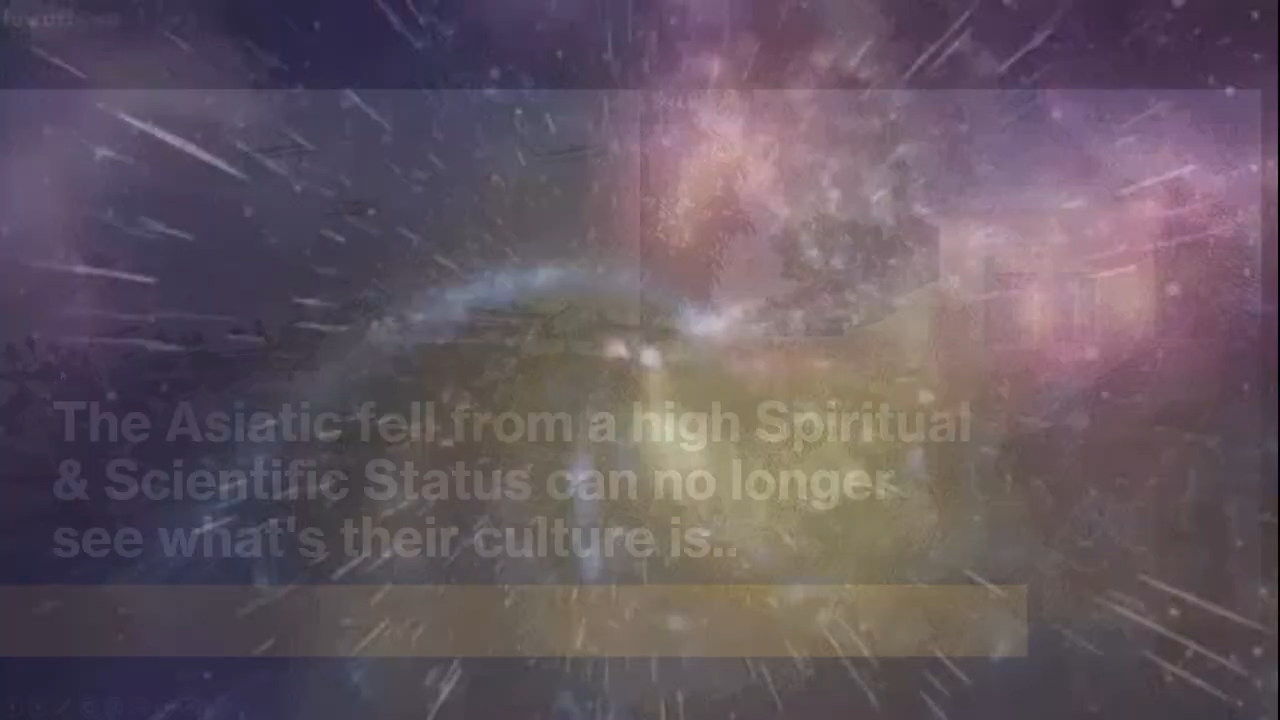 The Asiatic fell from a high Spiritual
& Scientific Status can no longer
see what's their culture is..